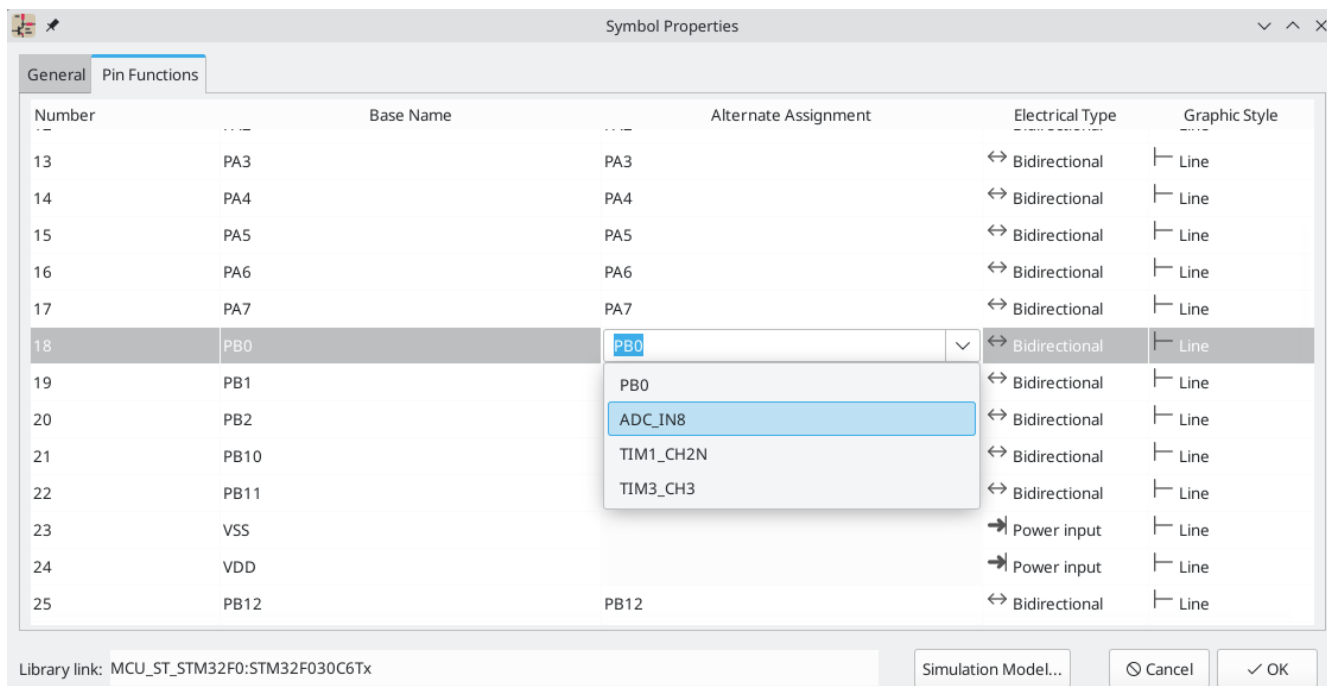 Symbol Properties
General Pin Functions
Number Base Name Alternate Assignment Electrical Type Graphic Style
13 PA3 PA3 Bidirectional Line
14 PA4 PA4 Bidirectional Line
15 PA5 PA5 Bidirectional Line
16 PA6 PA6 Bidirectional Line
17 PA7 PA7 Bidirectional Line
18 PB0 PB0 Bidirectional Line
19 PB1 PB0 Bidirectional Line
20 PB2 ADC_IN8 Bidirectional Line
21 PB10 TIM1_CH2N Bidirectional Line
22 PB11 TIM3_CH3 Bidirectional Line
23 VSS Power input Line
24 VDD Power input Line
25 PB12 PB12 Bidirectional Line
Library link: MCU_ST_STM32F0:STM32F030C6Tx Simulation Model... Cancel OK